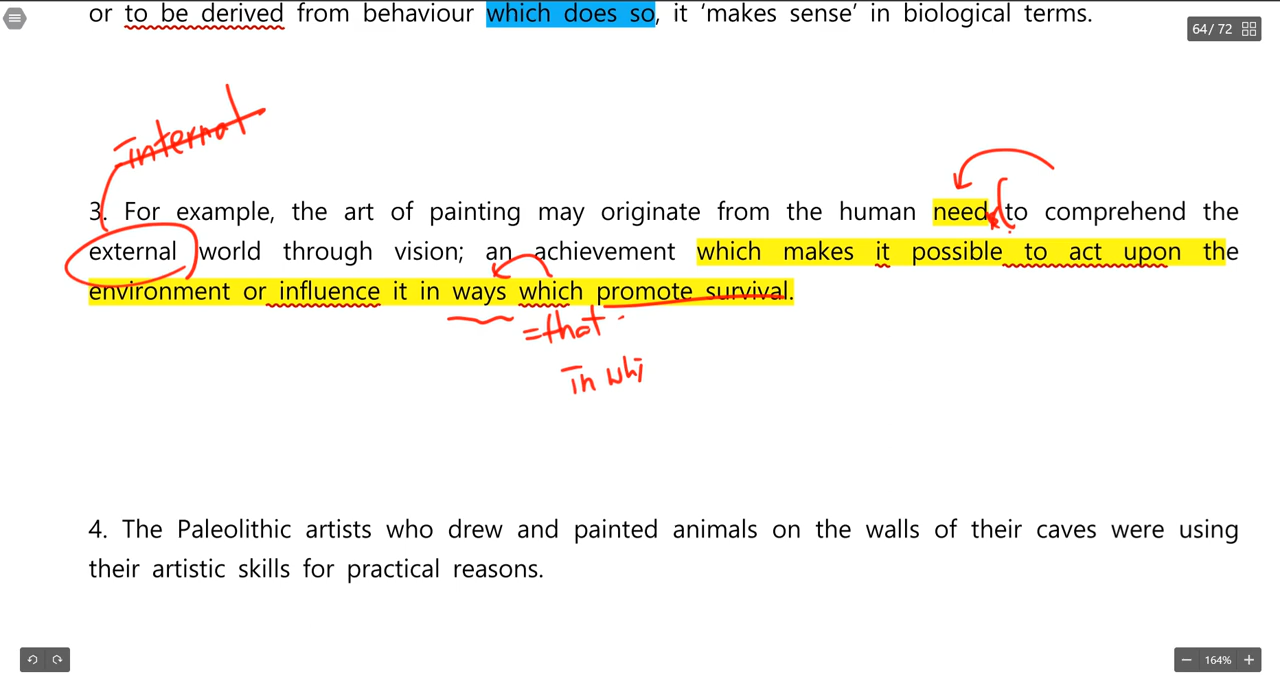 or to be derived from behaviour which does so, it ‘makes sense’ in biological terms.
64/ 72
internal
3. For example, the art of painting may originate from the human need to comprehend the
external world through vision; an achievement which makes it possible to act upon the
environment or influence it in ways which promote survival.
=that
in whi
4. The Paleolithic artists who drew and painted animals on the walls of their caves were using
their artistic skills for practical reasons.
164%